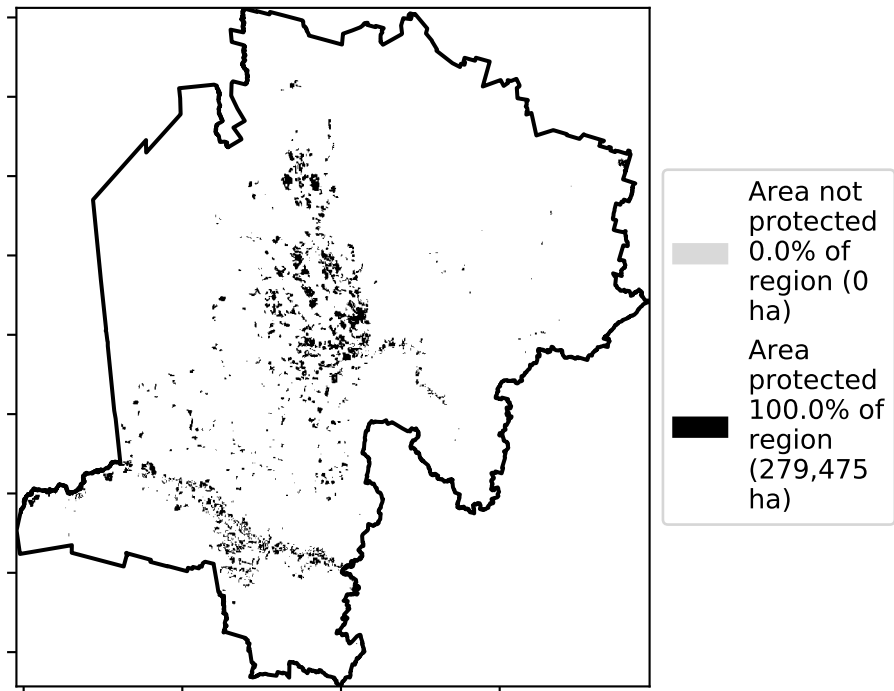 Area not
protected
0.0% of
region (0
ha)
Area
protected
100.0% of
region
(279,475
ha)